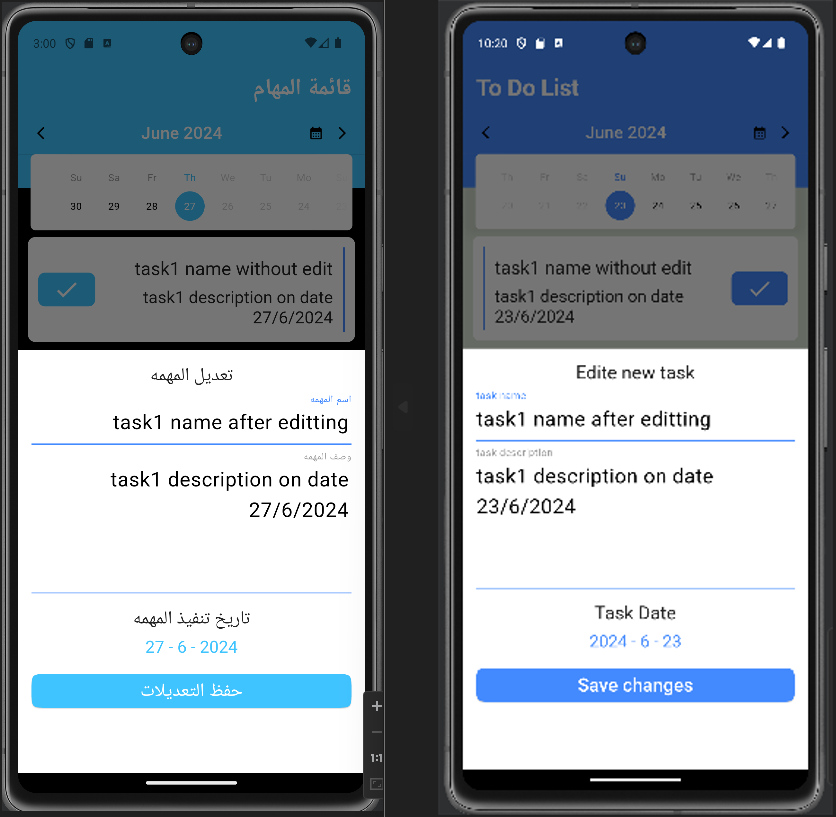 3:00
قائمة المهام
June 2024
Su Sa Fr Th We Tu Mo
30 29 28 27 26 25 24
task1 name without edit
task1 description on date
27/6/2024
تعديل المهمه
اسم المهمه
task1 name after editting
وصف المهمه
task1 description on date
27/6/2024
تاريخ تنفيذ المهمه
27 - 6 - 2024
حفظ التعديلات
1:1
10:20
To Do List
June 2024
Th Fr Sa Su Mo Tu We Th
20 21 22 23 24 25 26 27
task1 name without edit
task1 description on date
23/6/2024
Edite new task
task name
task1 name after editting
task description
task1 description on date
23/6/2024
Task Date
2024 - 6 - 23
Save changes